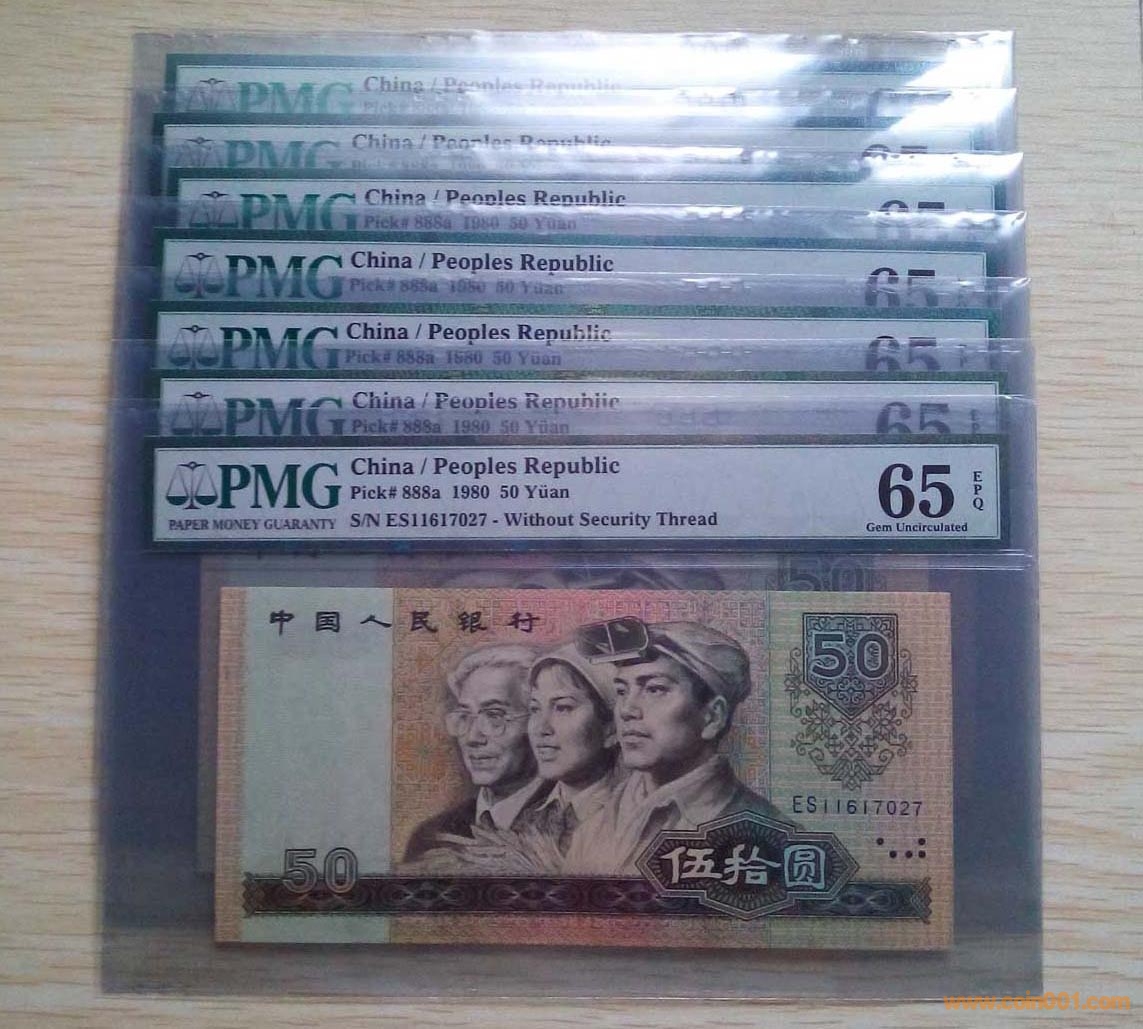 PMG China / Peoples Republic
PMG China / Peoples Republic
PMG China / Peoples Republic
Pick# 888a 1980 50 Yüan
65
PMG China / Peoples Republic
Pick# 888a 1980 50 Yüan
65
PMG China / Peoples Republic
Pick# 888a 1980 50 Yüan
65
PMG China / Peoples Republic
Pick# 888a 1980 50 Yüan
65
PMG China / Peoples Republic
Pick# 888a 1980 50 Yüan
65 EPQ
PAPER MONEY GUARANTY S/N ES11617027 - Without Security Thread
Gem Uncirculated
50
中国人民银行
50
ES11617027
50
伍拾圆
www.coin001.com